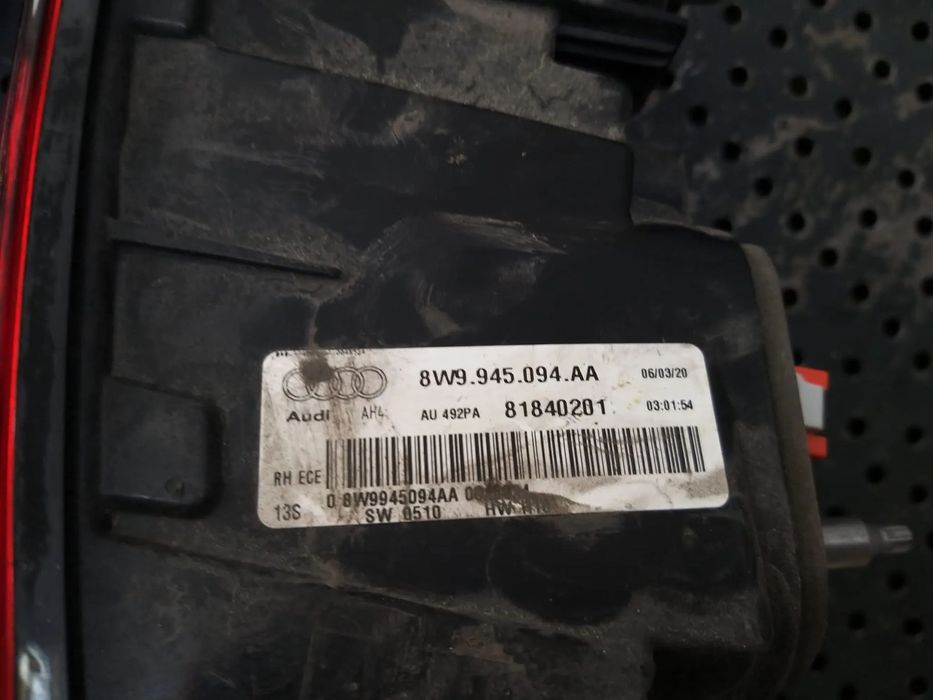 8W9.945.094.AA 06/03/20
Audi AH4 AU 492PA 81840201 03:01:54
RH ECE
0 8W9945094AA
13S SW 0510 HW